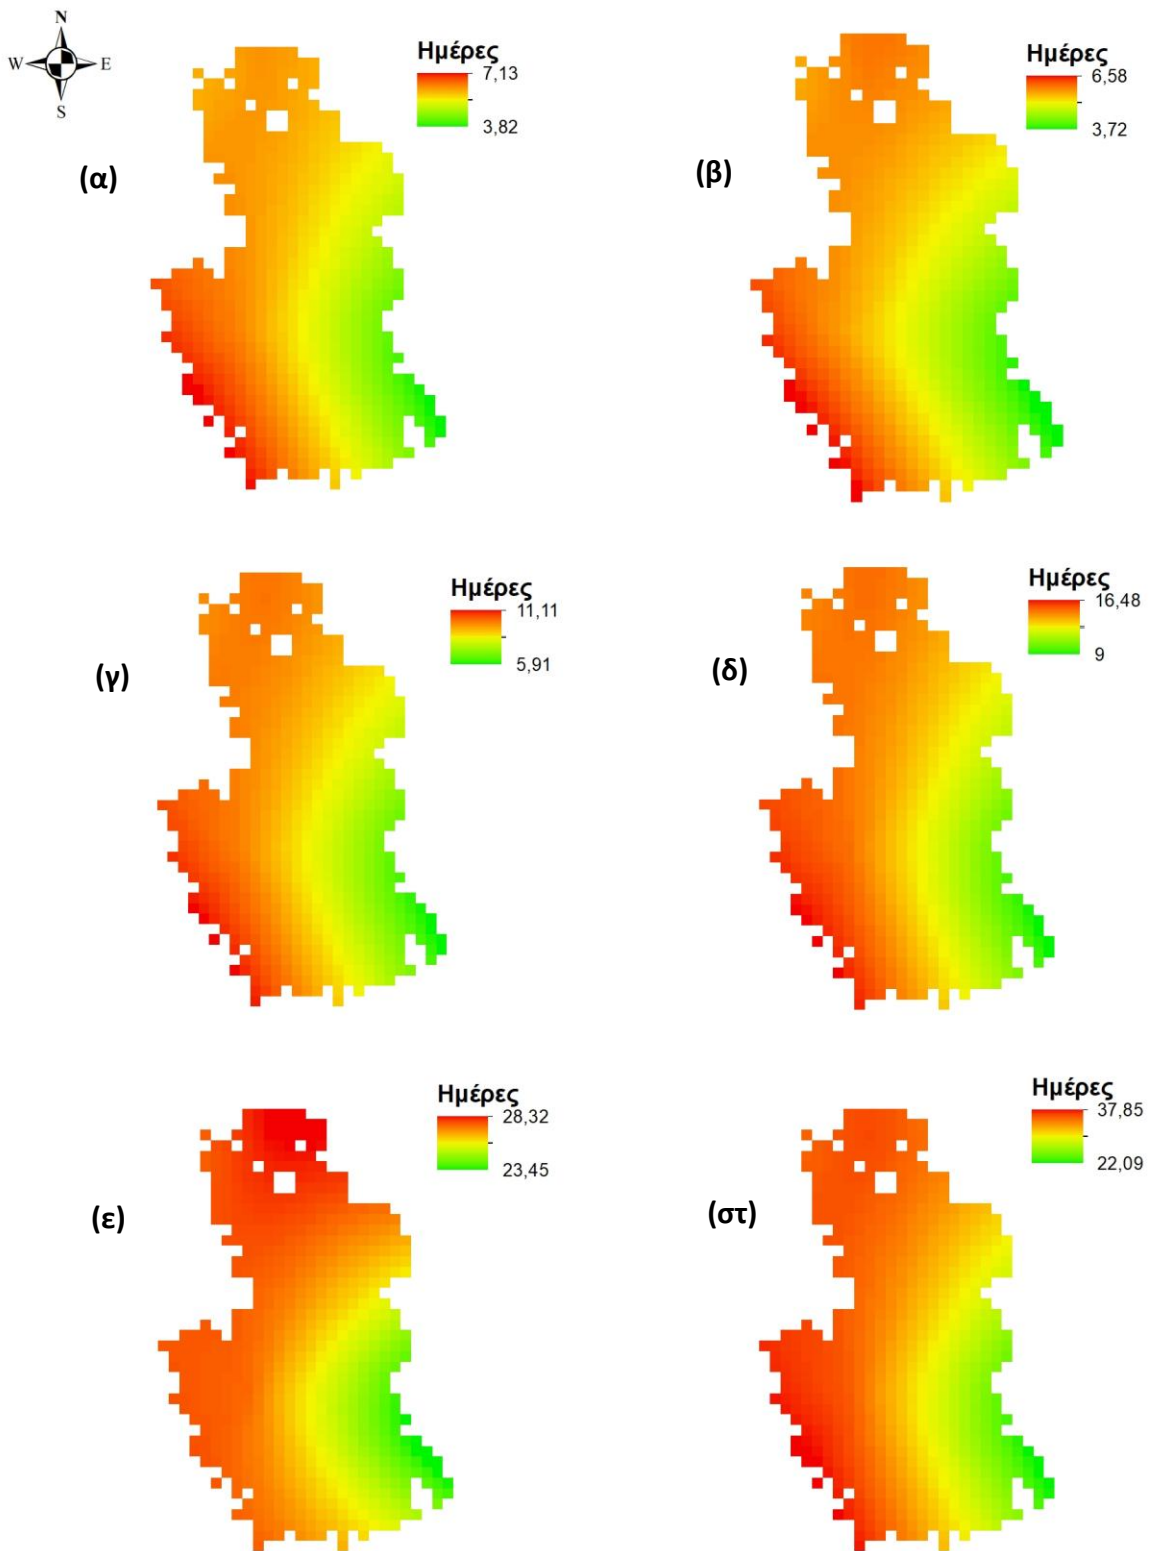 N
W E
S
Ημέρες
7,13
3,82
(α)
Ημέρες
6,58
3,72
(β)
Ημέρες
11,11
5,91
(γ)
Ημέρες
16,48
9
(δ)
Ημέρες
28,32
23,45
(ε)
Ημέρες
37,85
22,09
(στ)